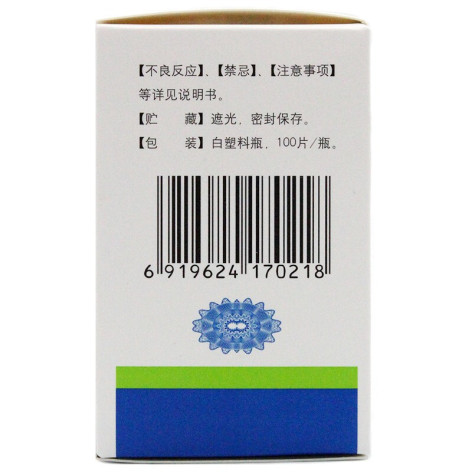 【不良反应】、【禁忌】、【注意事项】
等详见说明书。
【贮　藏】遮光，密封保存。
【包　装】白塑料瓶，100片/瓶。
6 919624 170218